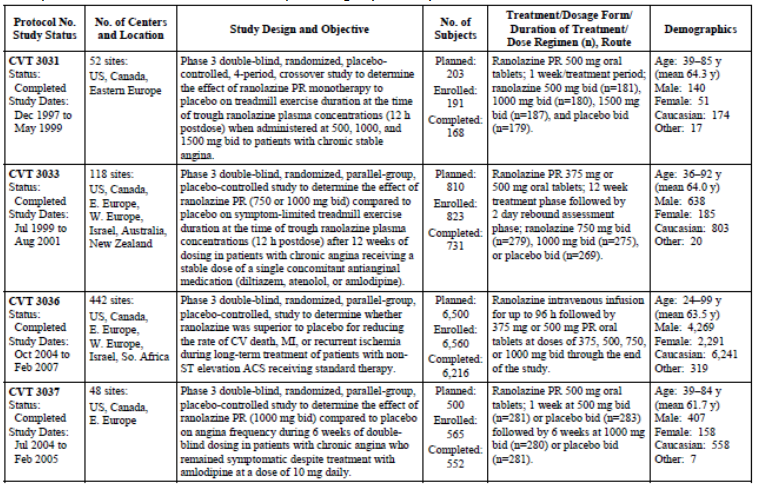 Protocol No. Study Status | No. of Centers and Location | Study Design and Objective | No. of Subjects | Treatment/Dosage Form/ Duration of Treatment/ Dose Regimen (n), Route | Demographics
CVT 3031
Status:
Completed
Study Dates:
Dec 1997 to
May 1999
52 sites:
US, Canada,
Eastern Europe
Phase 3 double-blind, randomized, placebo-
controlled, 4-period, crossover study to determine
the effect of ranolazine PR monotherapy to
placebo on treadmill exercise duration at the time
of trough ranolazine plasma concentrations (12 h
postdose) when administered at 500, 1000, and
1500 mg bid to patients with chronic stable
angina.
Planned:
203
Enrolled:
191
Completed:
168
Ranolazine PR 500 mg oral
tablets; 1 week/treatment period;
ranolazine 500 mg bid (n=181),
1000 mg bid (n=180), 1500 mg
bid (n=187), and placebo bid
(n=179).
Age: 39–85 y
(mean 64.3 y)
Male: 140
Female: 51
Caucasian: 174
Other: 17
CVT 3033
Status:
Completed
Study Dates:
Jul 1999 to
Aug 2001
118 sites:
US, Canada,
E. Europe,
W. Europe,
Israel, Australia,
New Zealand
Phase 3 double-blind, randomized, parallel-group,
placebo-controlled study to determine the effect of
ranolazine PR (750 or 1000 mg bid) compared to
placebo on symptom-limited treadmill exercise
duration at the time of trough ranolazine plasma
concentrations (12 h postdose) after 12 weeks of
dosing in patients with chronic angina receiving a
stable dose of a single concomitant antianginal
medication (diltiazem, atenolol, or amlodipine).
Planned:
810
Enrolled:
823
Completed:
731
Ranolazine PR 375 mg or
500 mg oral tablets; 12 week
treatment phase followed by
2 day rebound assessment
phase; ranolazine 750 mg bid
(n=279), 1000 mg bid (n=275),
or placebo bid (n=269).
Age: 36–92 y
(mean 64.0 y)
Male: 638
Female: 185
Caucasian: 803
Other: 20
CVT 3036
Status:
Completed
Study Dates:
Oct 2004 to
Feb 2007
442 sites:
US, Canada,
E. Europe,
W. Europe,
Israel, So. Africa
Phase 3 double-blind, randomized, parallel-group,
placebo-controlled, study to determine whether
ranolazine was superior to placebo for reducing
the rate of CV death, MI, or recurrent ischemia
during long-term treatment of patients with non-
ST elevation ACS receiving standard therapy.
Planned:
6,500
Enrolled:
6,560
Completed:
6,216
Ranolazine intravenous infusion
for up to 96 h followed by
375 mg or 500 mg PR oral
tablets at doses of 375, 500, 750,
or 1000 mg bid through the end
of the study.
Age: 24–99 y
(mean 63.5 y)
Male: 4,269
Female: 2,291
Caucasian: 6,241
Other: 319
CVT 3037
Status:
Completed
Study Dates:
Jul 2004 to
Feb 2005
48 sites:
US, Canada,
E. Europe
Phase 3 double-blind, randomized, parallel-group,
placebo-controlled study to determine the effect of
ranolazine PR (1000 mg bid) compared to placebo
on angina frequency during 6 weeks of double-
blind dosing in patients with chronic angina who
remained symptomatic despite treatment with
amlodipine at a dose of 10 mg daily.
Planned:
500
Enrolled:
565
Completed:
552
Ranolazine PR 500 mg oral
tablets; 1 week at 500 mg bid
(n=281) or placebo bid (n=283)
followed by 6 weeks at 1000 mg
bid (n=280) or placebo bid
(n=281).
Age: 39–84 y
(mean 61.7 y)
Male: 407
Female: 158
Caucasian: 558
Other: 7